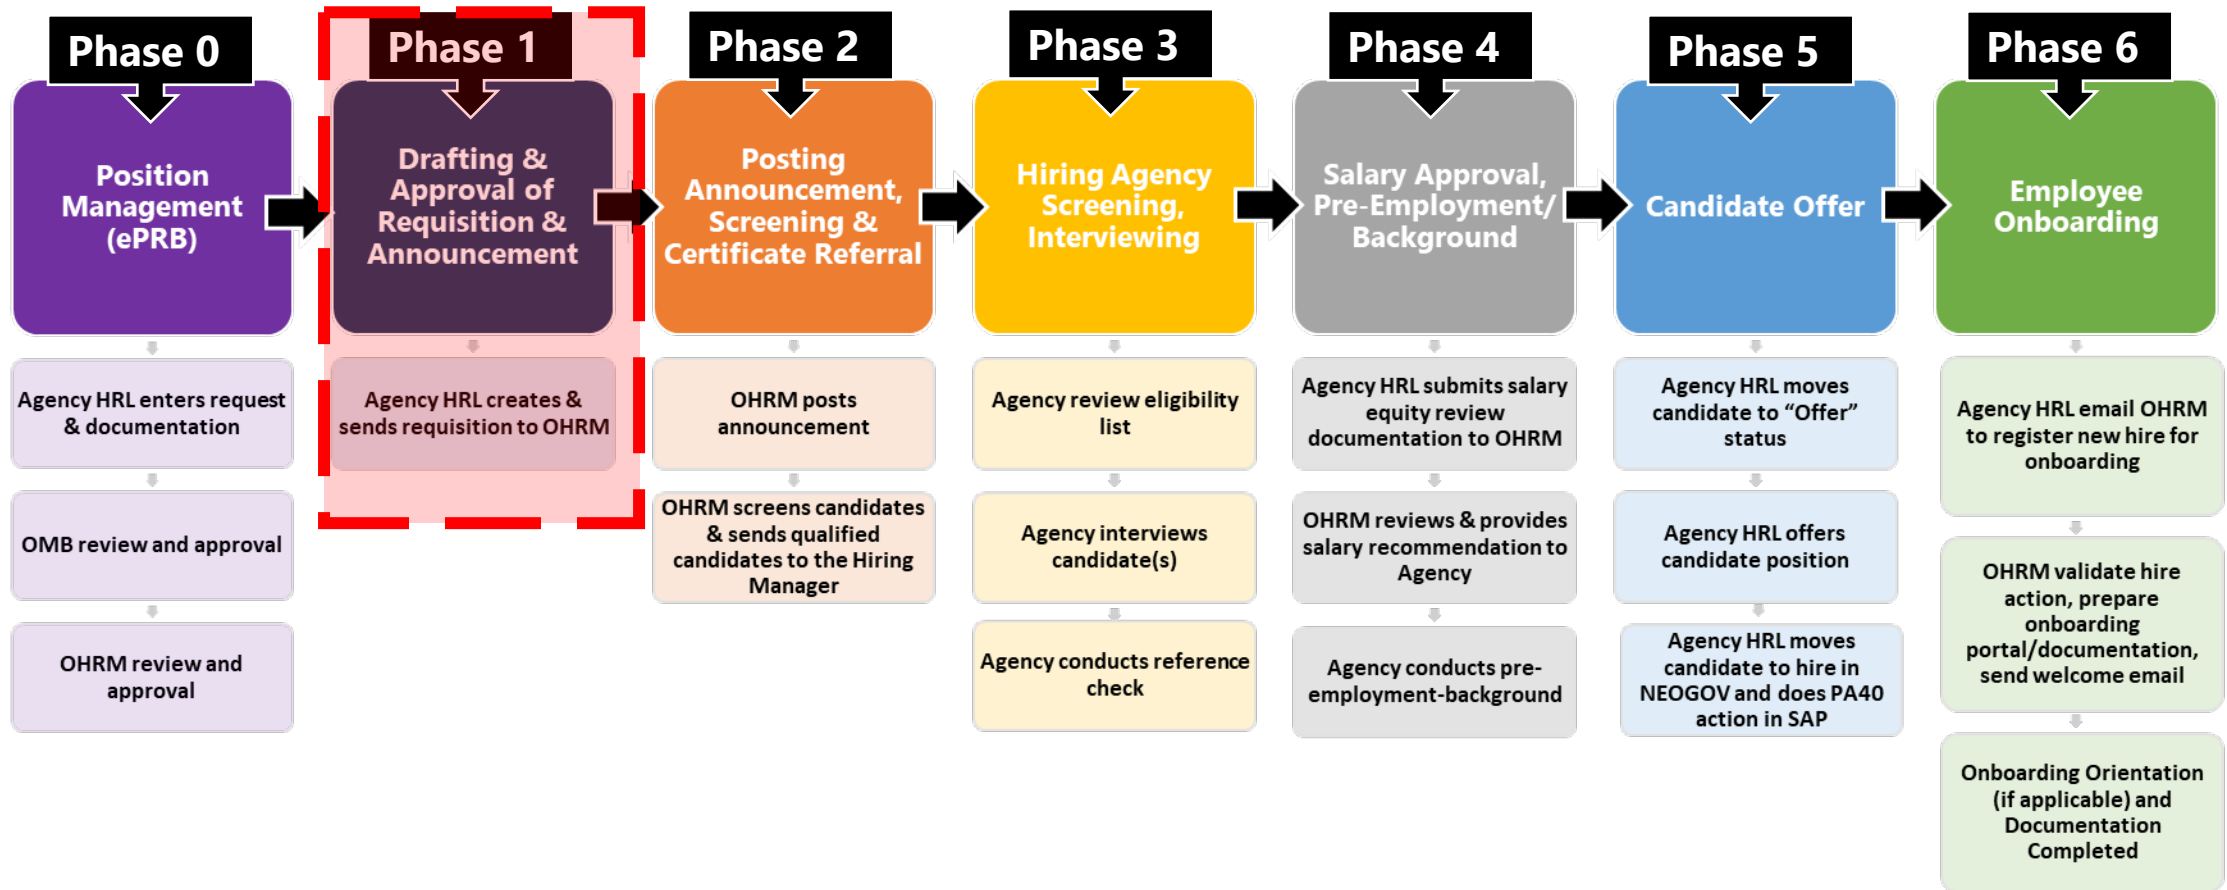 Phase 0
Position
Management
(ePRB)
Agency HRL enters request
& documentation
OMB review and approval
OHRM review and
approval
Phase 1
Drafting &
Approval of
Requisition &
Announcement
Agency HRL creates &
sends requisition to OHRM
Phase 2
Posting
Announcement,
Screening &
Certificate Referral
OHRM posts
announcement
OHRM screens candidates
& sends qualified
candidates to the Hiring
Manager
Phase 3
Hiring Agency
Screening,
Interviewing
Agency review eligibility
list
Agency interviews
candidate(s)
Agency conducts reference
check
Phase 4
Salary Approval,
Pre-Employment/
Background
Agency HRL submits salary
equity review
documentation to OHRM
OHRM reviews & provides
salary recommendation to
Agency
Agency conducts pre-
employment-background
Phase 5
Candidate Offer
Agency HRL moves
candidate to “Offer”
status
Agency HRL offers
candidate position
Agency HRL moves
candidate to hire in
NEOGOV and does PA40
action in SAP
Phase 6
Employee
Onboarding
Agency HRL email OHRM
to register new hire for
onboarding
OHRM validate hire
action, prepare
onboarding
portal/documentation,
send welcome email
Onboarding Orientation
(if applicable) and
Documentation
Completed